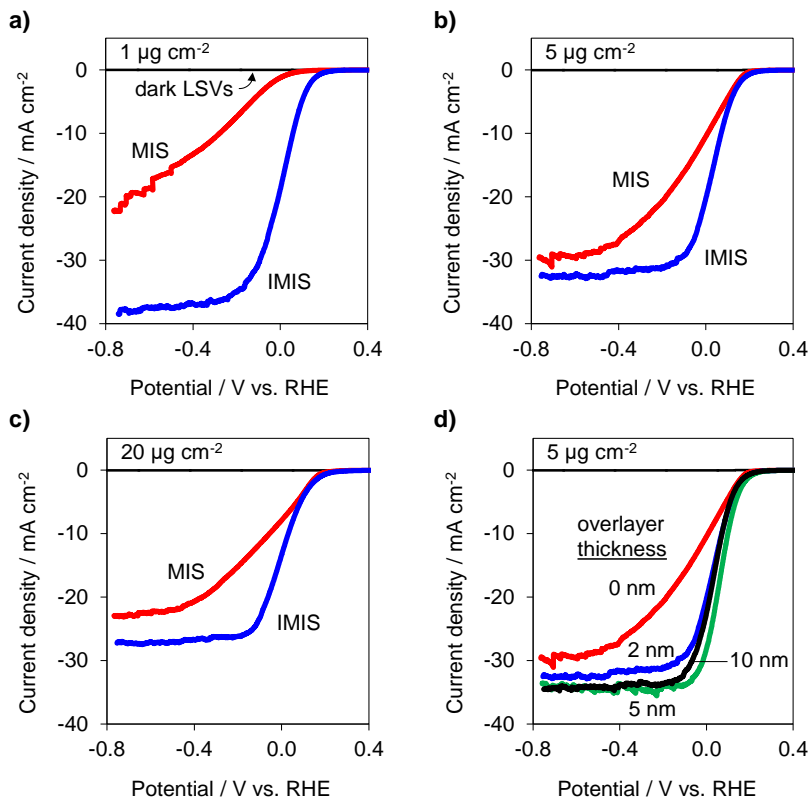 a)
1 µg cm-2
dark LSVs
MIS
IMIS
0
-10
-20
-30
-40
-0.8
-0.4
0.0
0.4
Current density / mA cm-2
Potential / V vs. RHE
b)
5 µg cm-2
MIS
IMIS
0
-10
-20
-30
-40
-0.8
-0.4
0.0
0.4
Current density / mA cm-2
Potential / V vs. RHE
c)
20 µg cm-2
MIS
IMIS
0
-10
-20
-30
-40
-0.8
-0.4
0.0
0.4
Current density / mA cm-2
Potential / V vs. RHE
d)
5 µg cm-2
overlayer
thickness
0 nm
2 nm
10 nm
5 nm
0
-10
-20
-30
-40
-0.8
-0.4
0.0
0.4
Current density / mA cm-2
Potential / V vs. RHE